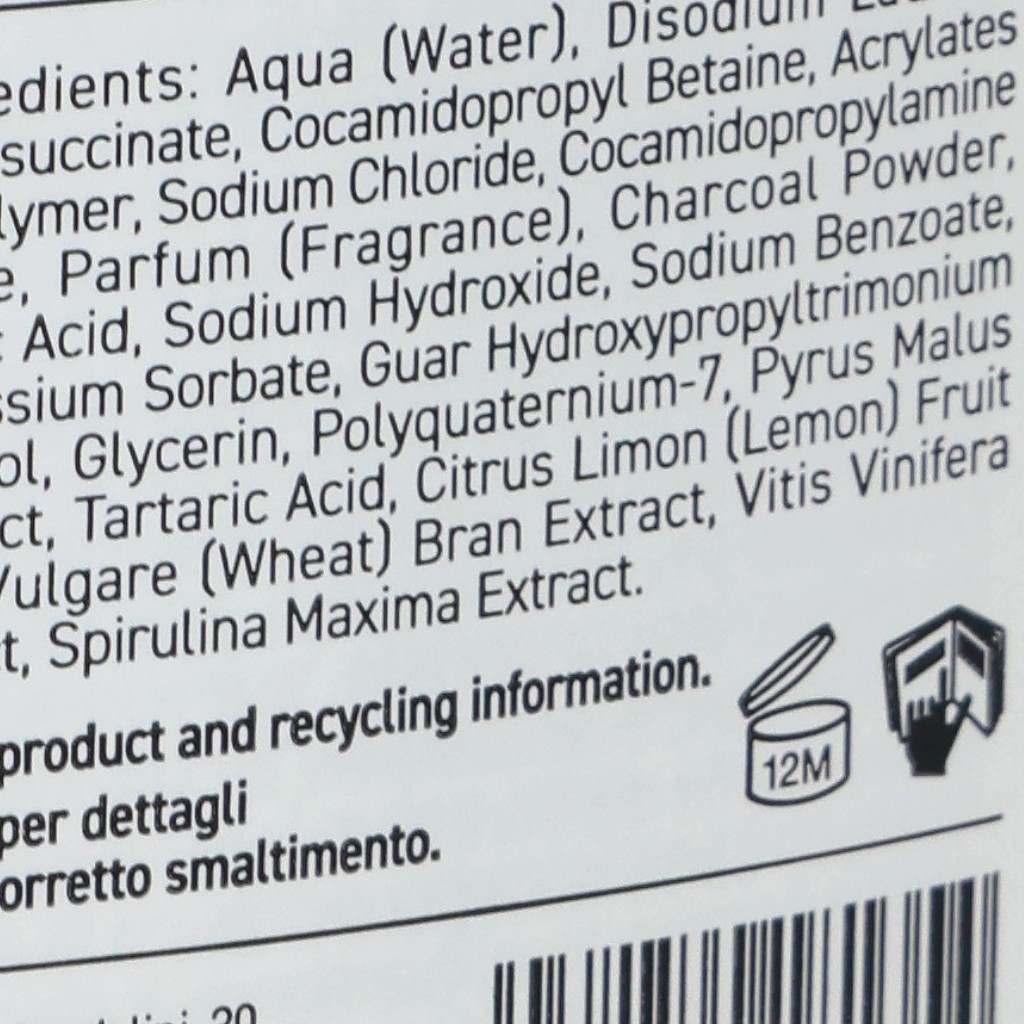 edients: Aqua (Water), Disodium
succinate, Cocamidopropyl Betaine, Acrylates
lymer, Sodium Chloride, Cocamidopropylamine
e, Parfum (Fragrance), Charcoal Powder,
Acid, Sodium Hydroxide, Sodium Benzoate,
ssium Sorbate, Guar Hydroxypropyltrimonium
ol, Glycerin, Polyquaternium-7, Pyrus Malus
ct, Tartaric Acid, Citrus Limon (Lemon) Fruit
Vulgare (Wheat) Bran Extract, Vitis Vinifera
t, Spirulina Maxima Extract.
product and recycling information.
per dettagli
orretto smaltimento.
12M
20